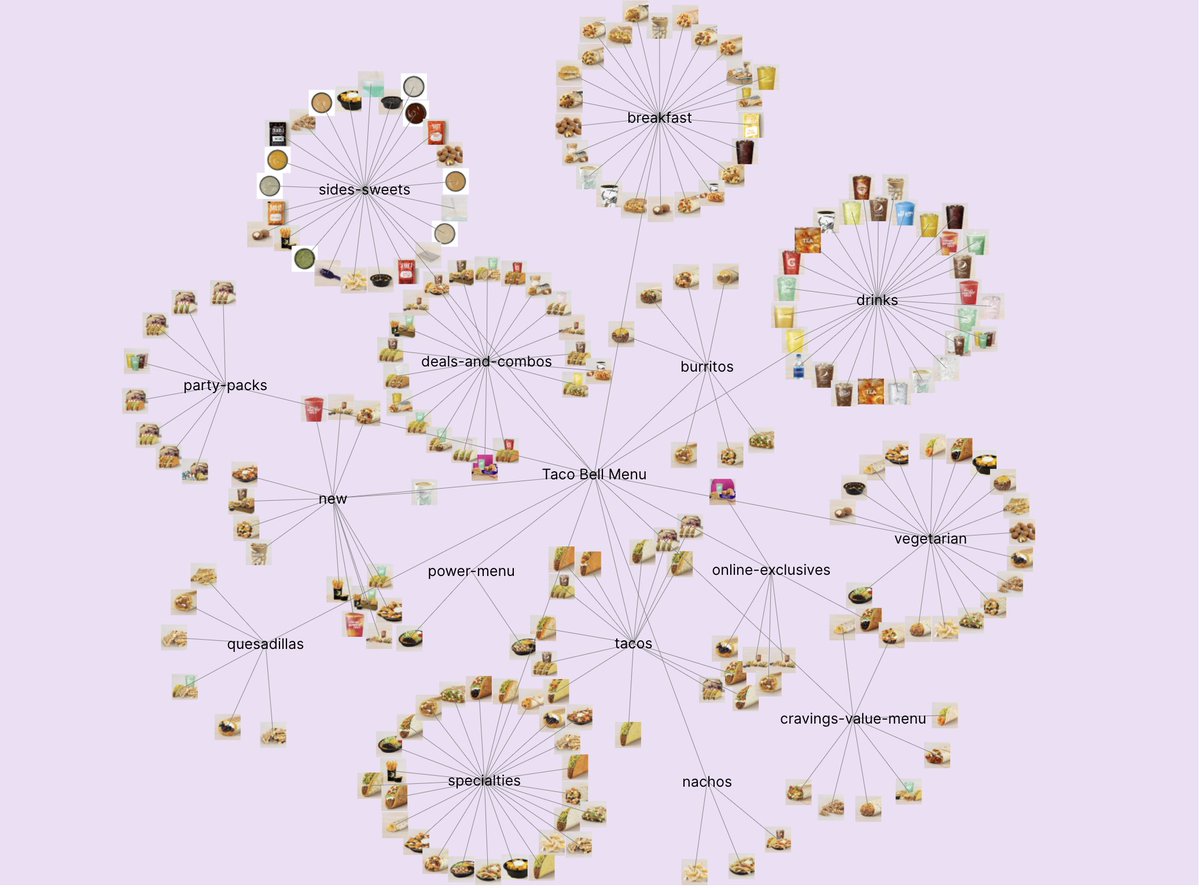 breakfast
sides-sweets
drinks
deals-and-combos
burritos
party-packs
Taco Bell Menu
new
vegetarian
power-menu
online-exclusives
quesadillas
tacos
cravings-value-menu
specialties
nachos